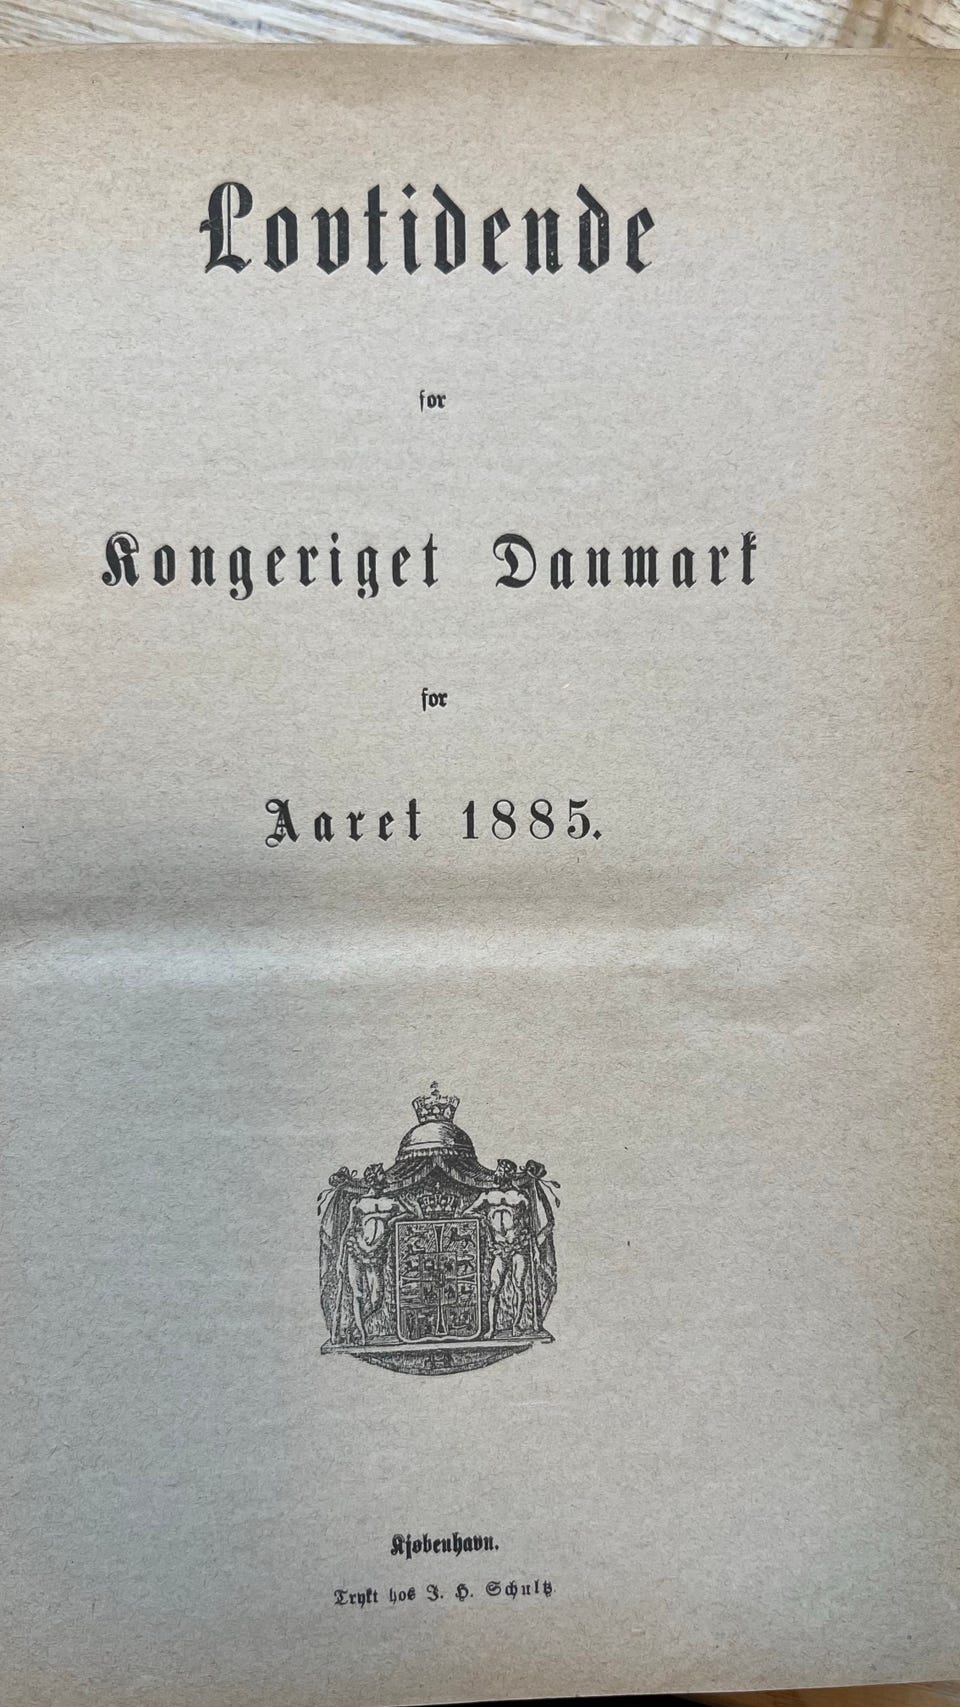 Lovtidende
for
Kongeriget Danmark
for
Aaret 1885.
Kjøbenhavn.
Trykt hos J. H. Schultz